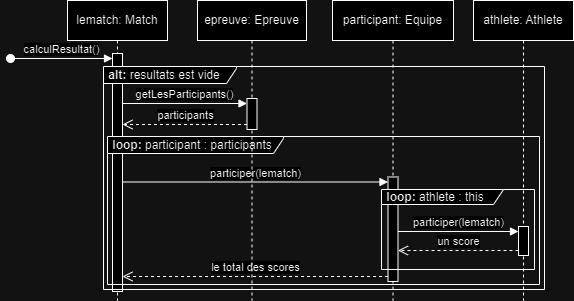 lematch: Match
epreuve: Epreuve
participant: Equipe
athlete: Athlete
calculResultat()
alt: resultats est vide
getLesParticipants()
participants
loop: participant : participants
participer(lematch)
loop: athlete : this
participer(lematch)
un score
le total des scores